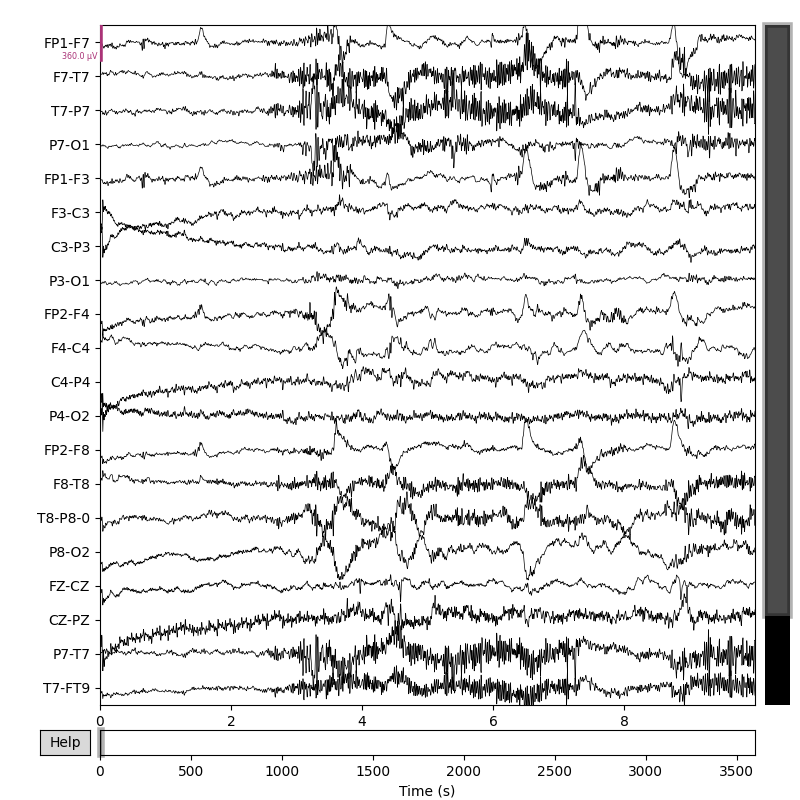 FP1-F7
360.0 µV
F7-T7
T7-P7
P7-O1
FP1-F3
F3-C3
C3-P3
P3-O1
FP2-F4
F4-C4
C4-P4
P4-O2
FP2-F8
F8-T8
T8-P8-0
P8-O2
FZ-CZ
CZ-PZ
P7-T7
T7-FT9
0 2 4 6 8
Help
0 500 1000 1500 2000 2500 3000 3500
Time (s)